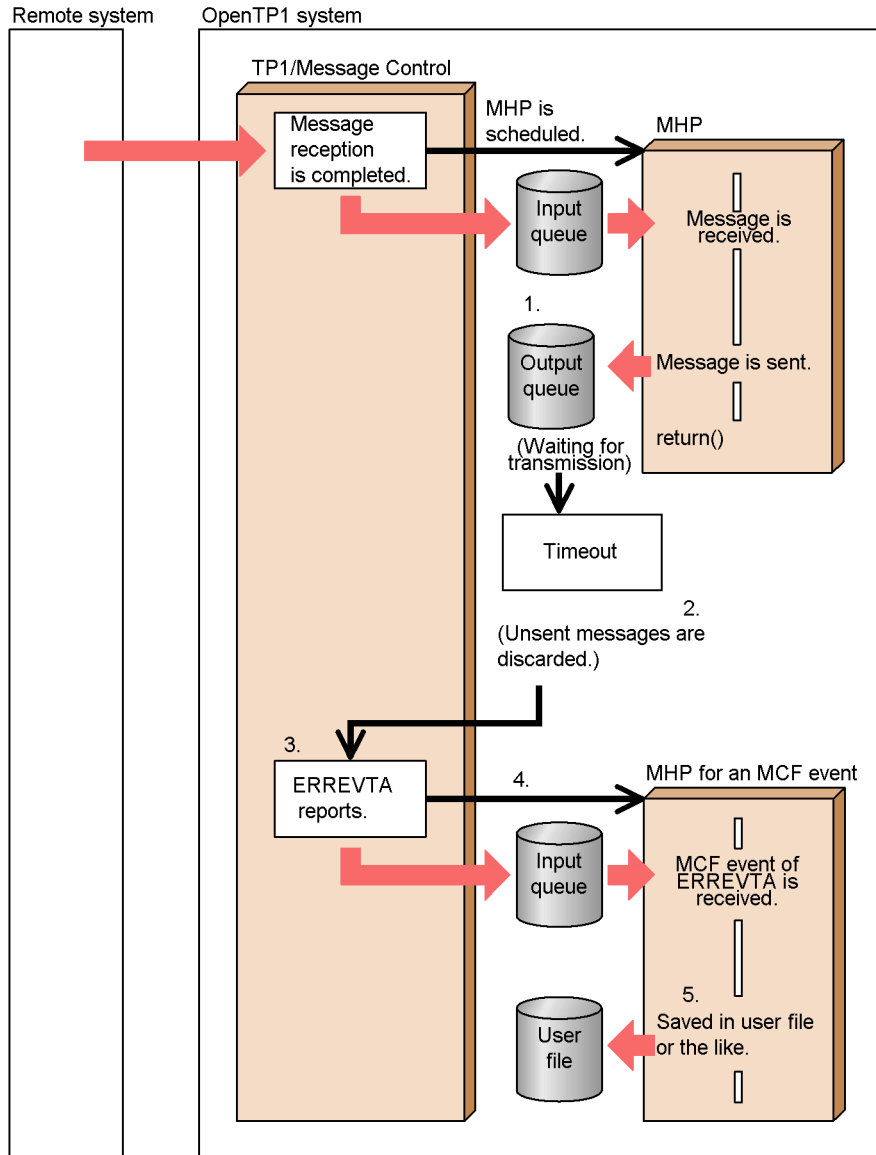 Remote system
OpenTP1 system
TP1/Message Control
Message
reception
is completed.
MHP is
scheduled.
MHP
Input
queue
Message is
received.
1.
Output
queue
Message is sent.
(Waiting for
transmission)
return()
Timeout
2.
(Unsent messages are
discarded.)
3.
ERREVTA
reports.
4.
MHP for an MCF event
Input
queue
MCF event of
ERREVTA is
received.
5.
Saved in user file
or the like.
User
file